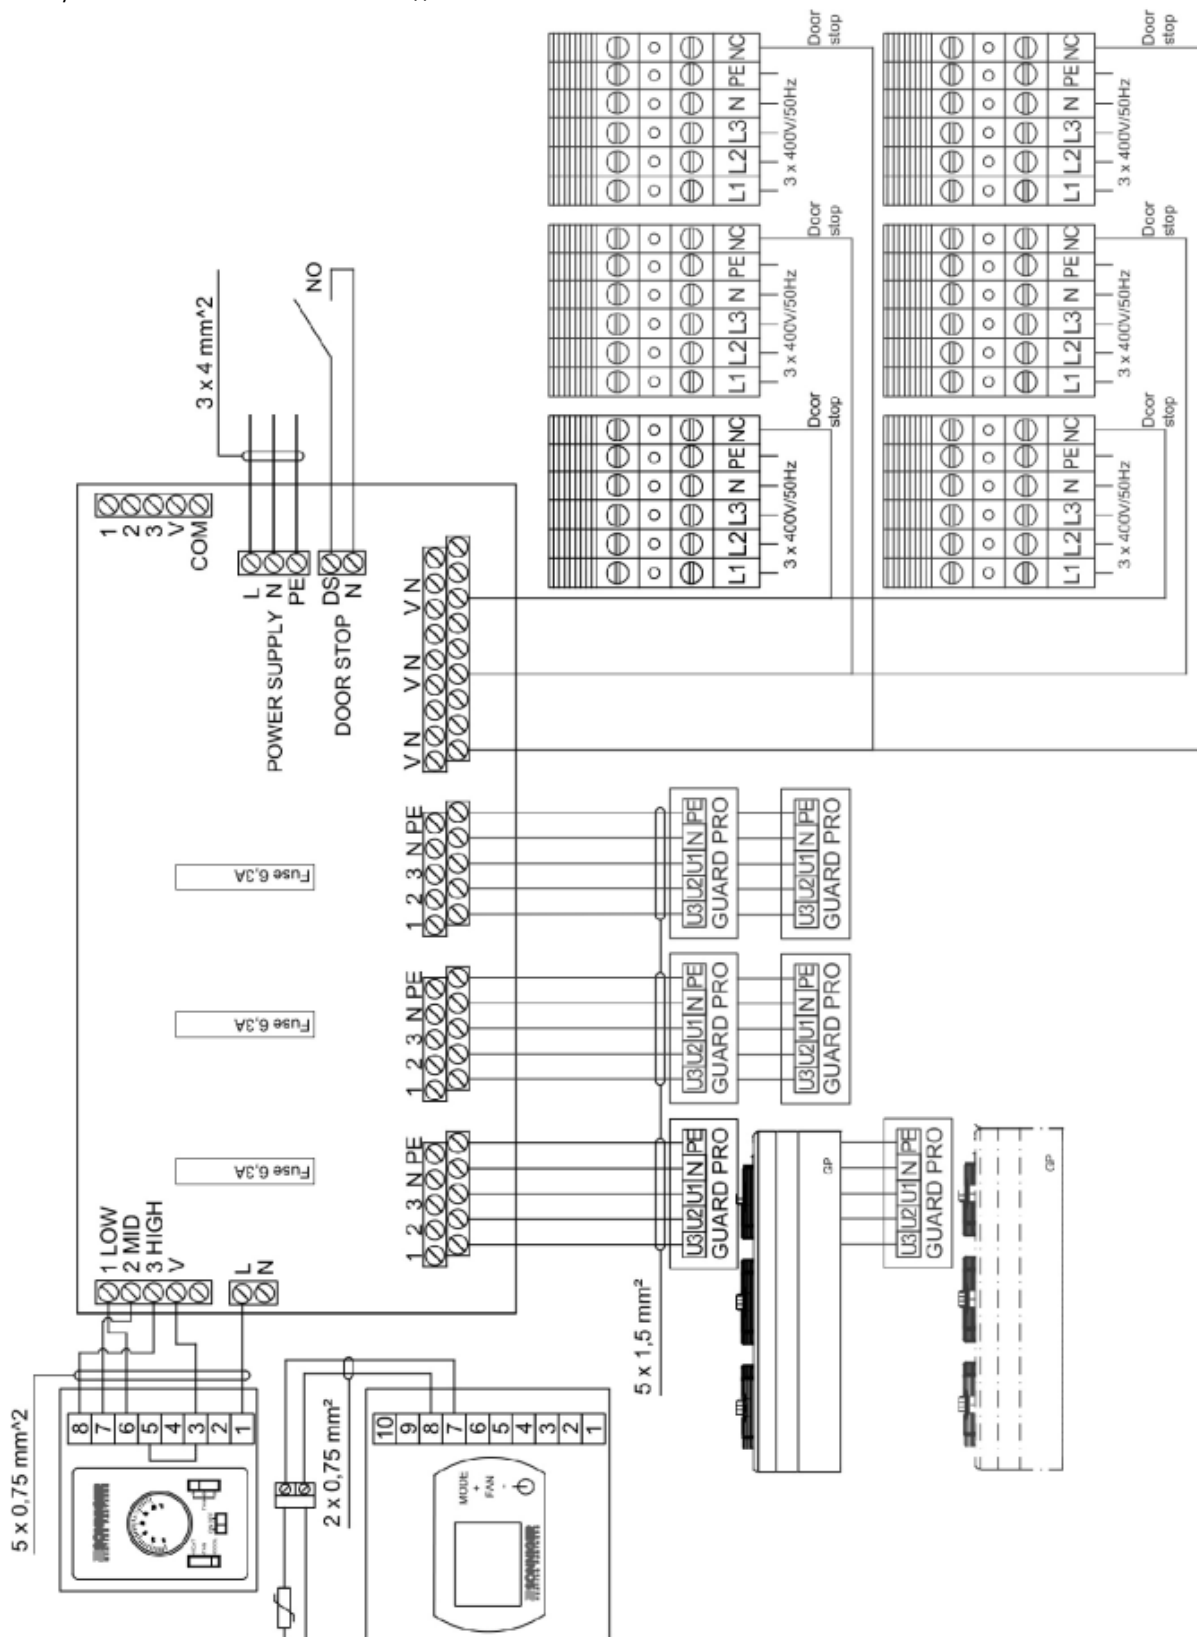 Door
stop
NC
PE
N
L3
L2
L1
3 x 400V/50Hz
Door
stop
NC
PE
N
L3
L2
L1
3 x 400V/50Hz
Door
stop
NC
PE
N
L3
L2
L1
3 x 400V/50Hz
Door
stop
NC
PE
N
L3
L2
L1
3 x 400V/50Hz
Door
stop
NC
PE
N
L3
L2
L1
3 x 400V/50Hz
Door
stop
NC
PE
N
L3
L2
L1
3 x 400V/50Hz
3 x 4 mm^2
NO
1
2
3
V
COM
L
N
PE
POWER SUPPLY
DS
N
DOOR STOP
V N
V N
V N
Fuse 6,3A
Fuse 6,3A
Fuse 6,3A
1 2 3 N PE
1 2 3 N PE
1 2 3 N PE
U3 U2 U1 N PE
GUARD PRO
U3 U2 U1 N PE
GUARD PRO
U3 U2 U1 N PE
GUARD PRO
U3 U2 U1 N PE
GUARD PRO
U3 U2 U1 N PE
GUARD PRO
U3 U2 U1 N PE
GUARD PRO
GP
GP
5 x 1,5 mm²
1 LOW
2 MID
3 HIGH
V
L
N
5 x 0,75 mm^2
8
7
6
5
4
3
2
1
SONNIGER
2 x 0,75 mm²
10
9
8
7
6
5
4
3
2
1
MODE
+
FAN
-
SONNIGER